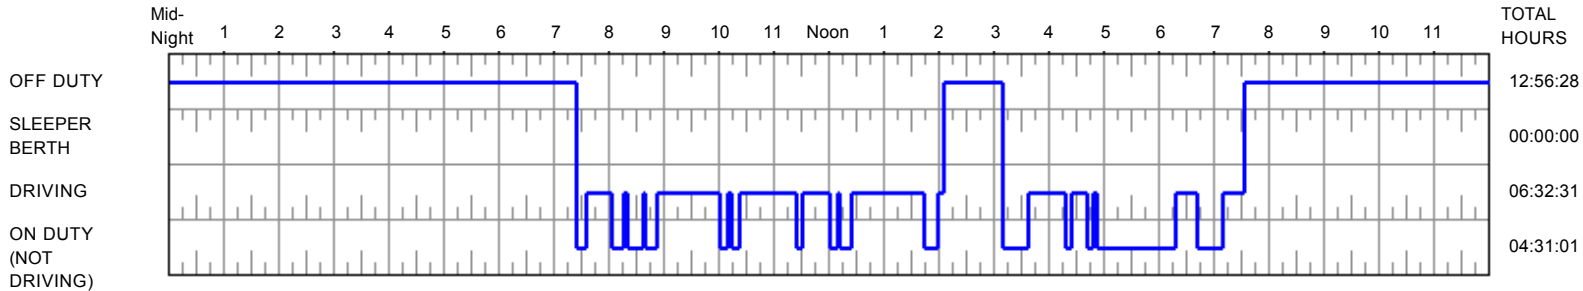 Mid-
Night 1 2 3 4 5 6 7 8 9 10 11 Noon 1 2 3 4 5 6 7 8 9 10 11
TOTAL
HOURS
OFF DUTY 12:56:28
SLEEPER
BERTH 00:00:00
DRIVING 06:32:31
ON DUTY
(NOT
DRIVING) 04:31:01